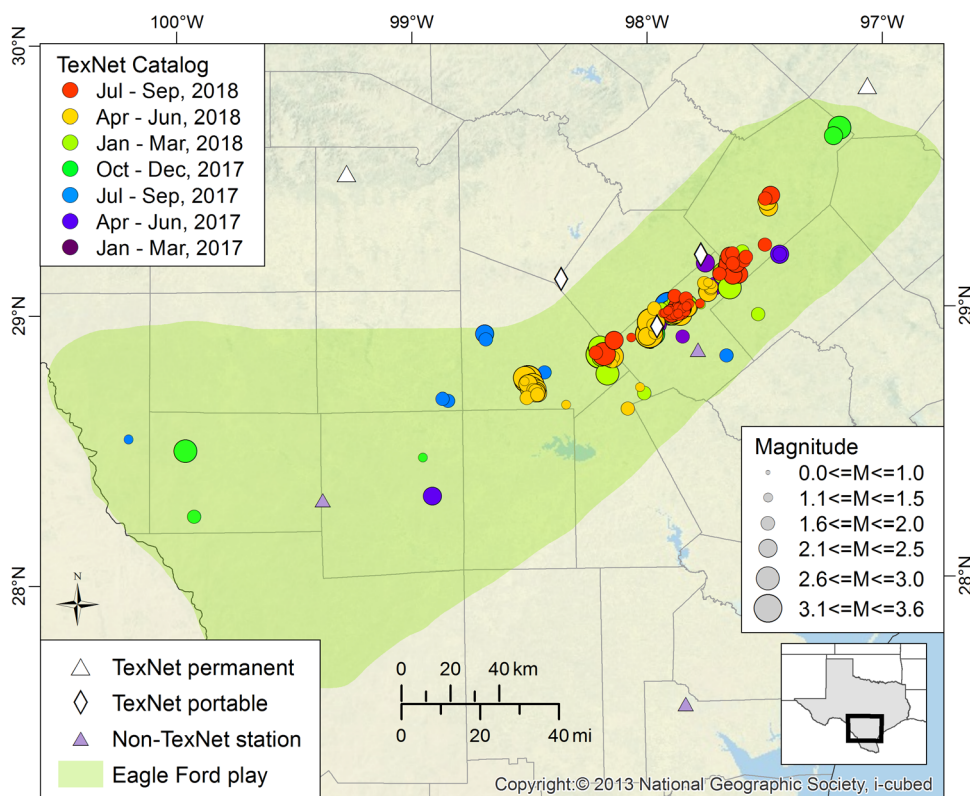 100°W 99°W 98°W 97°W
30°N
30°N
29°N
29°N
28°N
28°N
TexNet Catalog
Jul - Sep, 2018
Apr - Jun, 2018
Jan - Mar, 2018
Oct - Dec, 2017
Jul - Sep, 2017
Apr - Jun, 2017
Jan - Mar, 2017
Magnitude
0.0<=M<=1.0
1.1<=M<=1.5
1.6<=M<=2.0
2.1<=M<=2.5
2.6<=M<=3.0
3.1<=M<=3.6
N
TexNet permanent
TexNet portable
Non-TexNet station
Eagle Ford play
0 20 40 km
0 20 40 mi
Copyright:© 2013 National Geographic Society, i-cubed